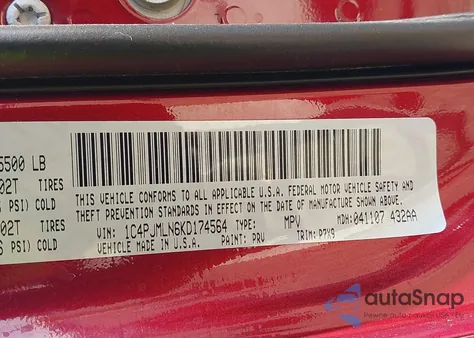 5500 LB
02T TIRES
PSI) COLD
02T TIRES
PSI) COLD
THIS VEHICLE CONFORMS TO ALL APPLICABLE U.S.A. FEDERAL MOTOR VEHICLE SAFETY AND
THEFT PREVENTION STANDARDS IN EFFECT ON THE DATE OF MANUFACTURE SHOWN ABOVE.
VIN: 1C4PJMLN6KD174564 TYPE: MPV MDH: 041107 432AA
VEHICLE MADE IN U.S.A. PAINT: PRV TRIM: P7X9
autoSnap